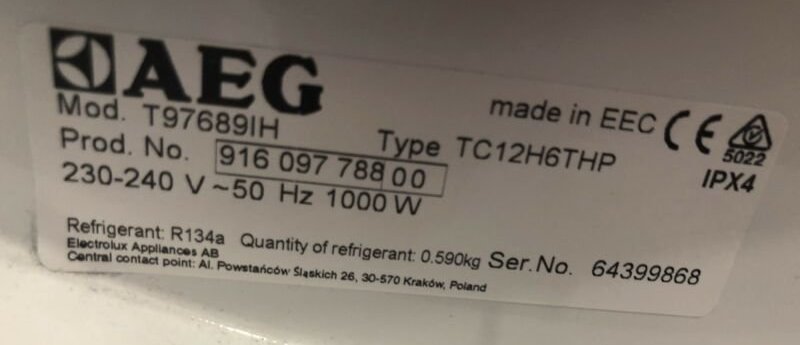 AEG
made in EEC CE
5022
Mod. T97689IH
Type TC12H6THP
IPX4
Prod. No. 916 097 788 00
230-240 V ~50 Hz 1000 W
Refrigerant: R134a Quantity of refrigerant: 0.590kg Ser.No. 64399868
Electrolux Appliances AB
Central contact point: Al. Powstańców Śląskich 26, 30-570 Kraków, Poland